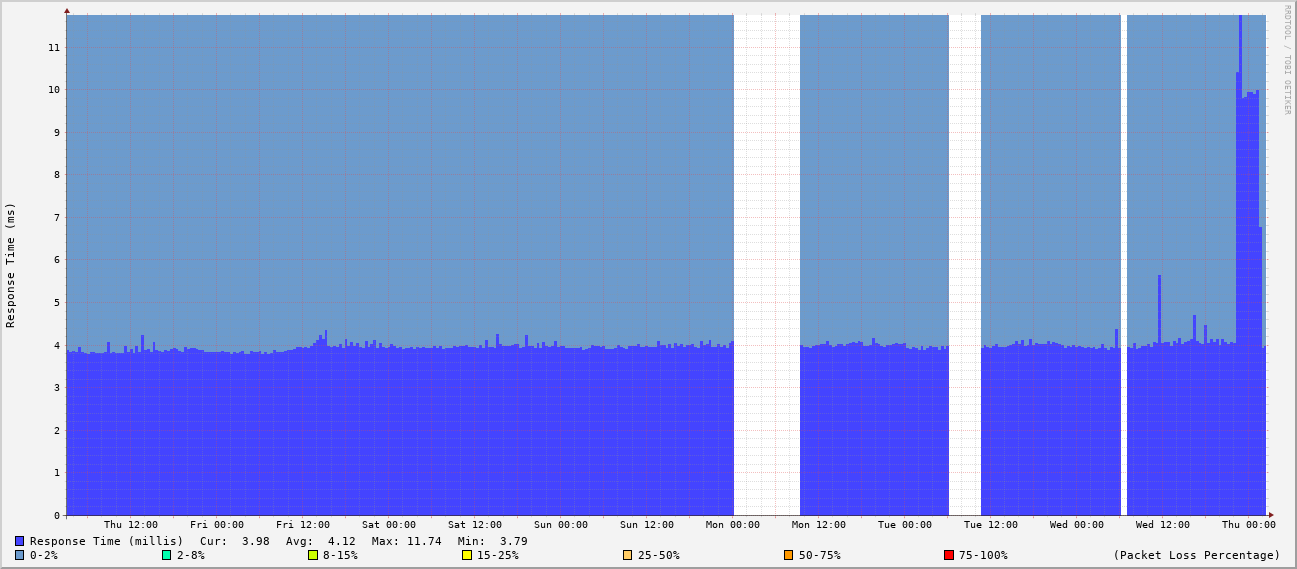 RRDTOOL / TOBI OETIKER
Response Time (ms)
11
10
9
8
7
6
5
4
3
2
1
0
Thu 12:00 Fri 00:00 Fri 12:00 Sat 00:00 Sat 12:00 Sun 00:00 Sun 12:00 Mon 00:00 Mon 12:00 Tue 00:00 Tue 12:00 Wed 00:00 Wed 12:00 Thu 00:00
Response Time (millis) Cur: 3.98 Avg: 4.12 Max: 11.74 Min: 3.79
0-2% 2-8% 8-15% 15-25% 25-50% 50-75% 75-100% (Packet Loss Percentage)